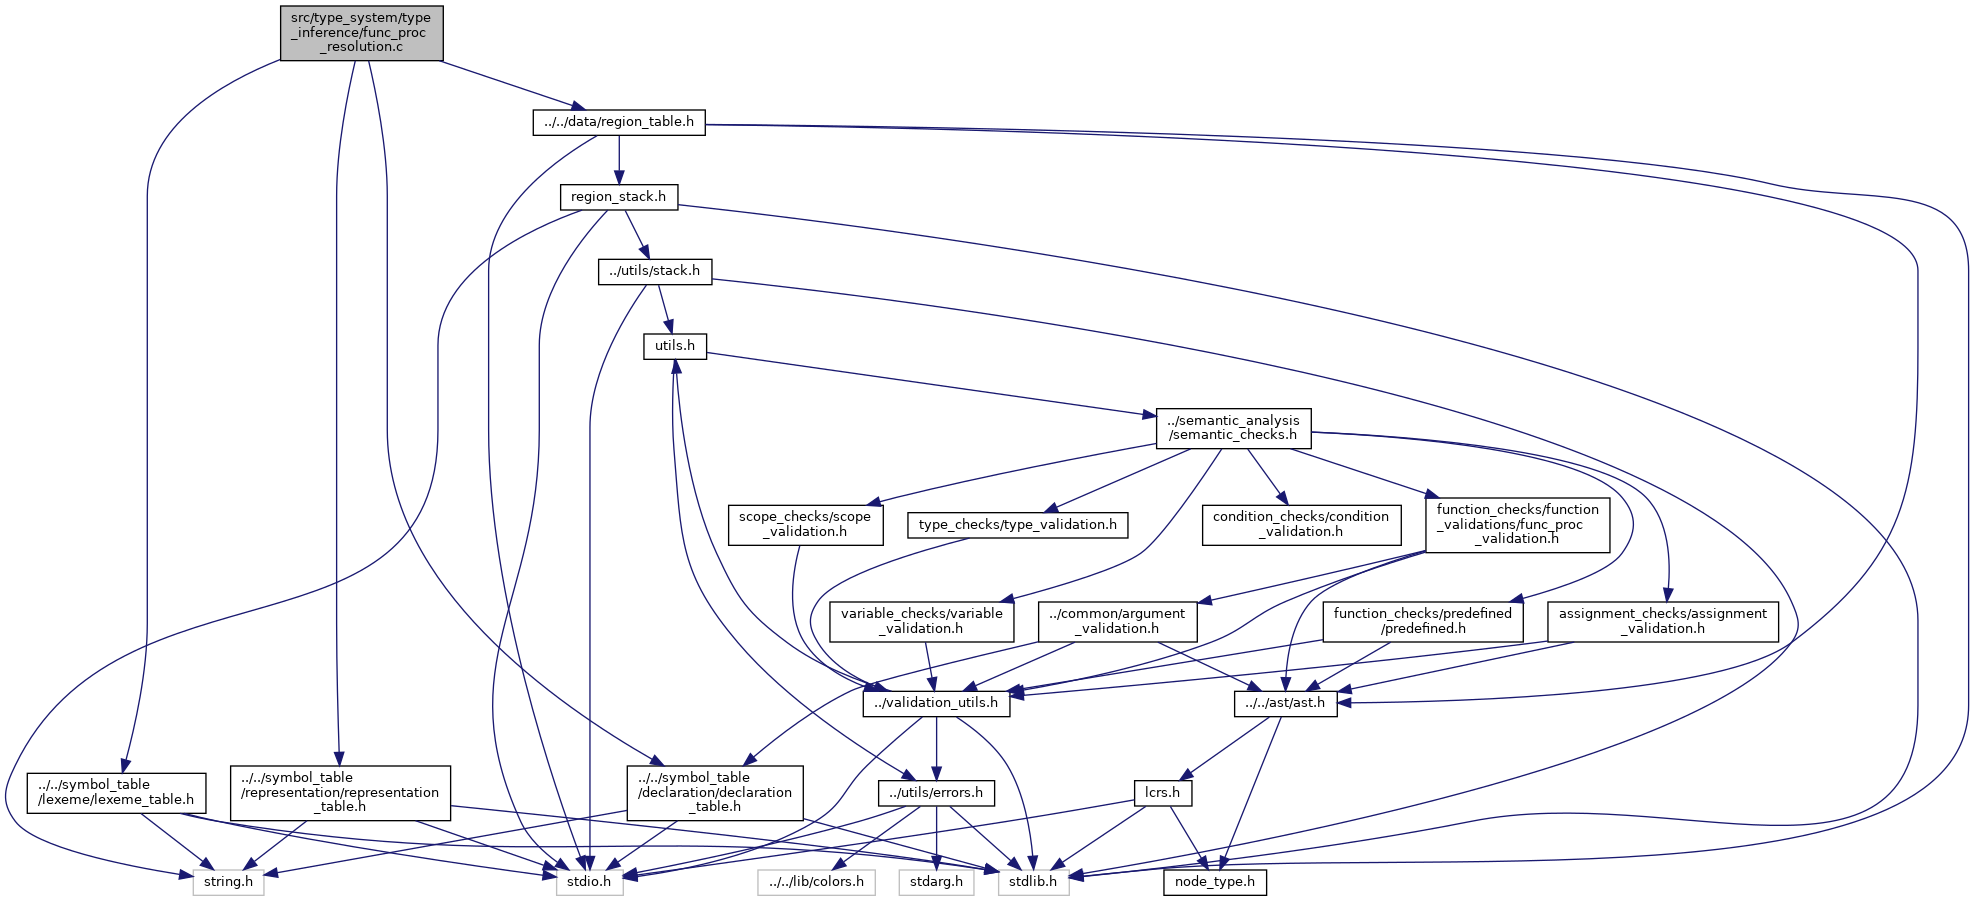 src/type_system/type
_inference/func_proc
_resolution.c
../../data/region_table.h
region_stack.h
../utils/stack.h
utils.h
../semantic_analysis
/semantic_checks.h
scope_checks/scope
_validation.h
type_checks/type_validation.h
condition_checks/condition
_validation.h
function_checks/function
_validations/func_proc
_validation.h
variable_checks/variable
_validation.h
../common/argument
_validation.h
function_checks/predefined
/predefined.h
assignment_checks/assignment
_validation.h
../validation_utils.h
../../ast/ast.h
../../symbol_table
/lexeme/lexeme_table.h
../../symbol_table
/representation/representation
_table.h
../../symbol_table
/declaration/declaration
_table.h
../utils/errors.h
lcrs.h
string.h
stdio.h
../../lib/colors.h
stdarg.h
stdlib.h
node_type.h